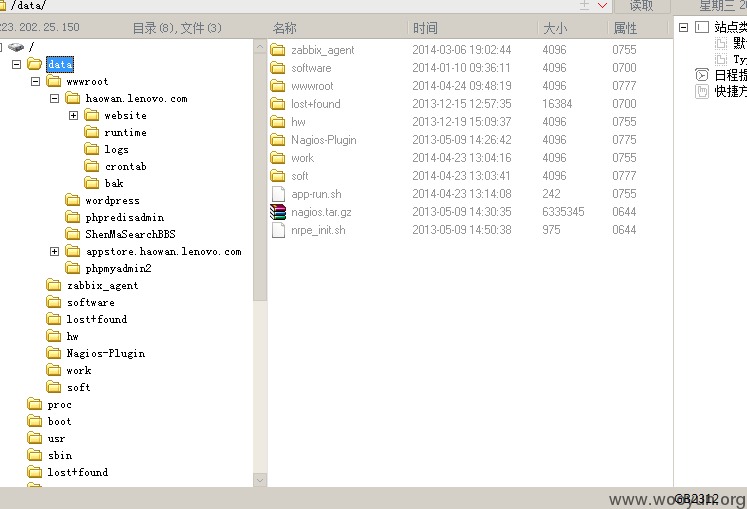 /data/
读取
星期三 20
223.202.25.150
目录(8),文件(3)
名称
时间
大小
属性
/
data
wwwroot
haowan.lenovo.com
website
runtime
logs
crontab
bak
wordpress
phpredisadmin
ShenMaSearchBBS
appstore.haowan.lenovo.com
phpmyadmin2
zabbix_agent
software
lost+found
hw
Nagios-Plugin
work
soft
proc
boot
usr
sbin
lost+found
zabbix_agent 2014-03-06 19:02:44 4096 0755
software 2014-01-10 09:36:11 4096 0700
wwwroot 2014-04-24 09:48:19 4096 0777
lost+found 2013-12-15 12:57:35 16384 0700
hw 2013-12-19 15:09:37 4096 0755
Nagios-Plugin 2013-05-09 14:26:42 4096 0775
work 2014-04-23 13:04:16 4096 0755
soft 2014-04-23 13:03:41 4096 0777
app-run.sh 2014-04-23 13:14:08 242 0755
nagios.tar.gz 2013-05-09 14:30:35 6335345 0644
nrpe_init.sh 2013-05-09 14:50:38 975 0644
站点类
默
Ty
日程提
快捷方
GB2312
www.wooyun.org